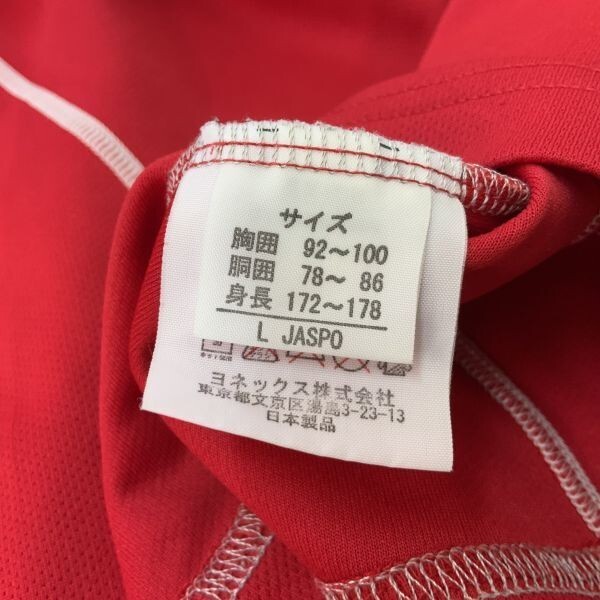 サイズ
胸囲 92～100
胴囲 78～ 86
身長 172～178
L JASPO
ヨネックス株式会社
東京都文京区湯島3-23-13
日本製品